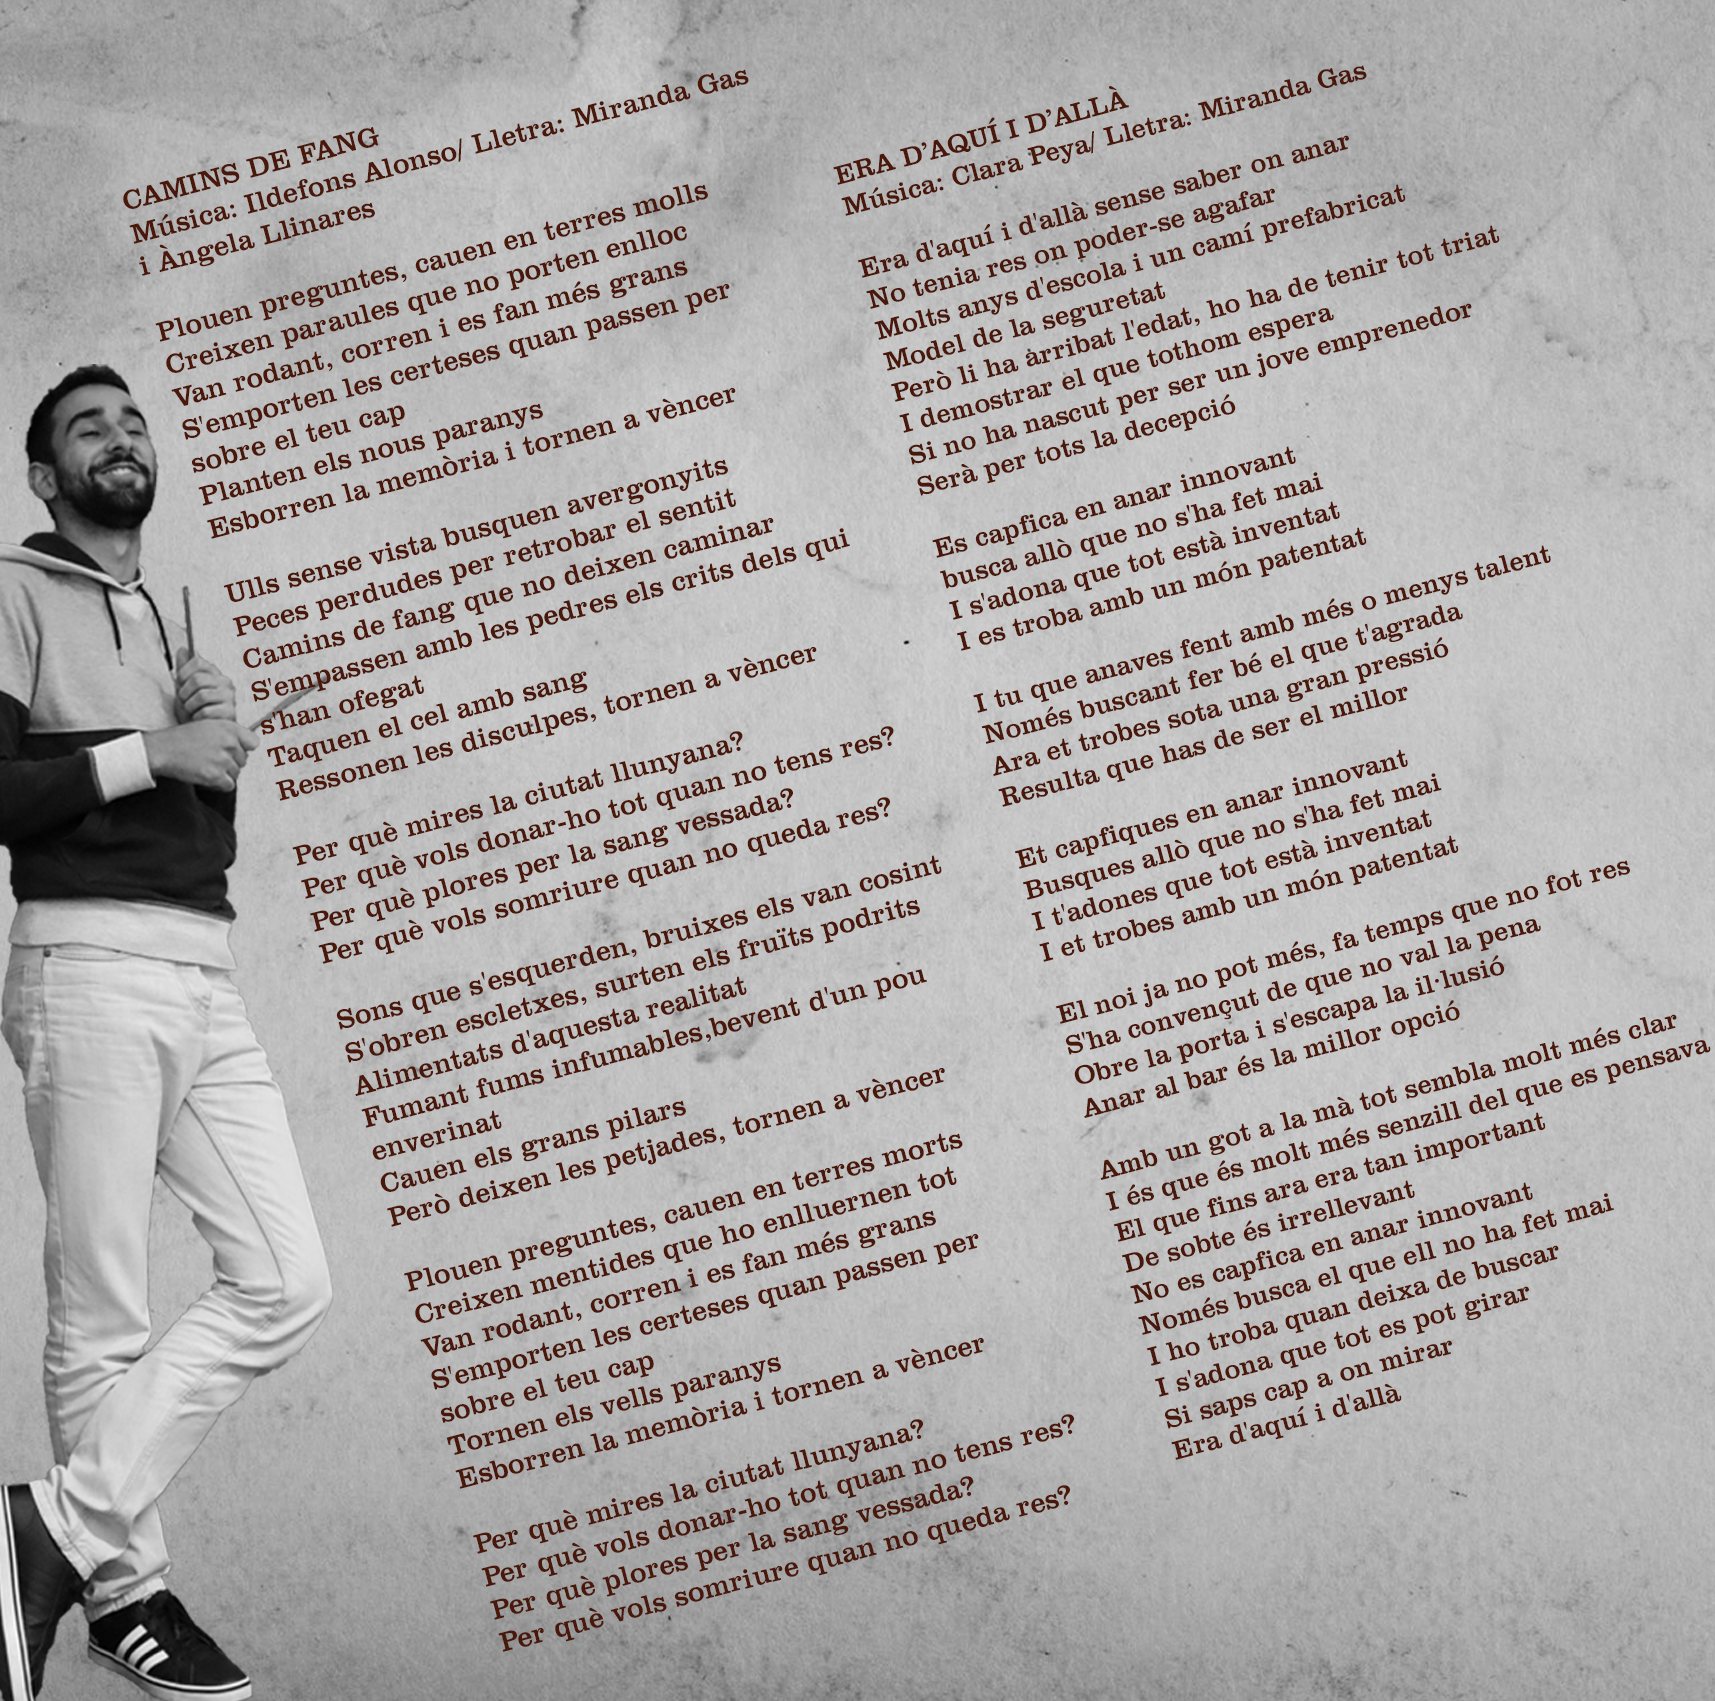 CAMINS DE FANG
Música: Ildefons Alonso/ Lletra: Miranda Gas
i Àngela Llinares
Plouen preguntes, cauen en terres molls
Creixen paraules que no porten enlloc
Van rodant, corren i es fan més grans
S'emporten les certeses quan passen per
sobre el teu cap
Planten els nous paranys
Esborren la memòria i tornen a vèncer
Ulls sense vista busquen avergonyits
Peces perdudes per retrobar el sentit
Camins de fang que no deixen caminar
S'empassen amb les pedres els crits dels qui
s'han ofegat
Taquen el cel amb sang
Ressonen les disculpes, tornen a vèncer
Per què mires la ciutat llunyana?
Per què vols donar-ho tot quan no tens res?
Per què plores per la sang vessada?
Per què vols somriure quan no queda res?
Sons que s'esquerden, bruixes els van cosint
S'obren escletxes, surten els fruïts podrits
Alimentats d'aquesta realitat
Fumant fums infumables,bevent d'un pou
enverinat
Cauen els grans pilars
Però deixen les petjades, tornen a vèncer
Plouen preguntes, cauen en terres morts
Creixen mentides que ho enlluernen tot
Van rodant, corren i es fan més grans
S'emporten les certeses quan passen per
sobre el teu cap
Tornen els vells paranys
Esborren la memòria i tornen a vèncer
Per què mires la ciutat llunyana?
Per què vols donar-ho tot quan no tens res?
Per què plores per la sang vessada?
Per què vols somriure quan no queda res?
ERA D'AQUÍ I D'ALLÀ
Música: Clara Peya/ Lletra: Miranda Gas
Era d'aquí i d'allà sense saber on anar
No tenia res on poder-se agafar
Molts anys d'escola i un camí prefabricat
Model de la seguretat
Però li ha arribat l'edat, ho ha de tenir tot triat
I demostrar el que tothom espera
Si no ha nascut per ser un jove emprenedor
Serà per tots la decepció
Es capfica en anar innovant
busca allò que no s'ha fet mai
I s'adona que tot està inventat
I es troba amb un món patentat
I tu que anaves fent amb més o menys talent
Només buscant fer bé el que t'agrada
Ara et trobes sota una gran pressió
Resulta que has de ser el millor
Et capfiques en anar innovant
Busques allò que no s'ha fet mai
I t'adones que tot està inventat
I et trobes amb un món patentat
El noi ja no pot més, fa temps que no fot res
S'ha convençut de que no val la pena
Obre la porta i s'escapa la il·lusió
Anar al bar és la millor opció
Amb un got a la mà tot sembla molt més clar
I és que és molt més senzill del que es pensava
El que fins ara era tan important
De sobte és irrellevant
No es capfica en anar innovant
Només busca el que ell no ha fet mai
I ho troba quan deixa de buscar
I s'adona que tot es pot girar
Si saps cap a on mirar
Era d'aquí i d'allà